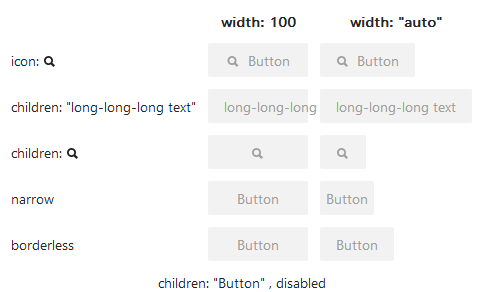 width: 100 width: "auto"
icon: Button Button
children: "long-long-long text" long-long-long long-long-long text
children:
narrow Button Button
borderless Button Button
children: "Button" , disabled